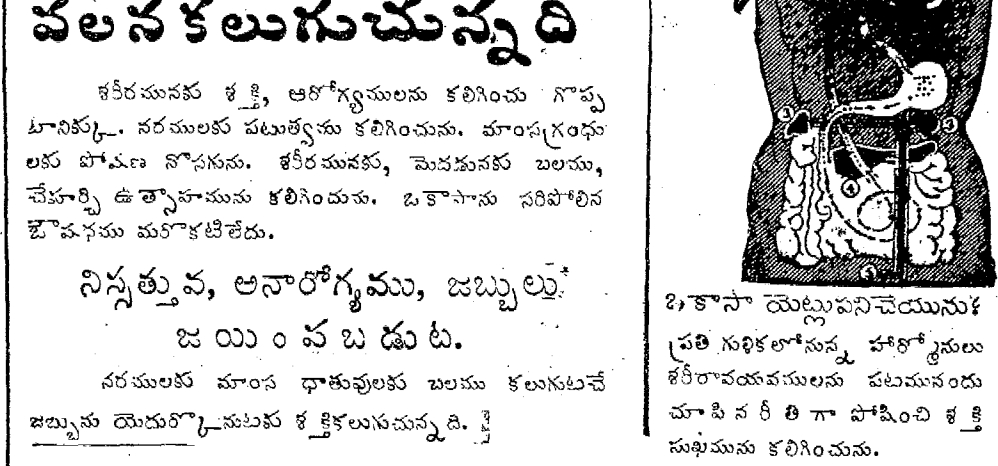 వలనకలుగుచున్నది
శరీరమునకు శక్తి, ఆరోగ్యములను కలిగించు గొప్ప
టానిక్కు. నరములకు పటుత్వము కలిగించును. మాంసగ్రంధు
లకు పోషణ నొసగును. శరీరమునకు, మెదడునకు బలము,
చేకూర్చి ఉత్సాహమును కలిగించును. ఒకాసాను సరిపోలిన
ఔషధము మరొకటిలేదు.
నిస్సత్తువ, అనారోగ్యము, జబ్బులు
జయింపబడుట.
నరములకు మాంస ధాతువులకు బలము కలుగుటచే
జబ్బును యెదుర్కొనుటకు శక్తికలుగుచున్నది.
ఒకాసా యెట్లుపనిచేయును?
ప్రతి గుళికలోనున్న హార్మోనులు
శరీరావయవములను పటమునందు
చూపినరీతిగా పోషించి శక్తి
సుఖమును కలిగించును.